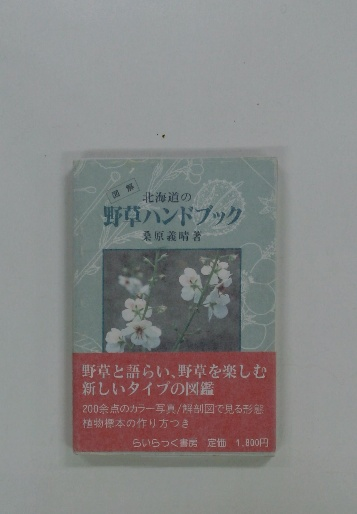 図解
北海道の
野草ハンドブック
桑原義晴著
野草と語らい、野草を楽しむ
新しいタイプの図鑑
200余点のカラー写真/解剖図で見る形態
植物標本の作り方つき
らいらっく書房 定価 1,800円